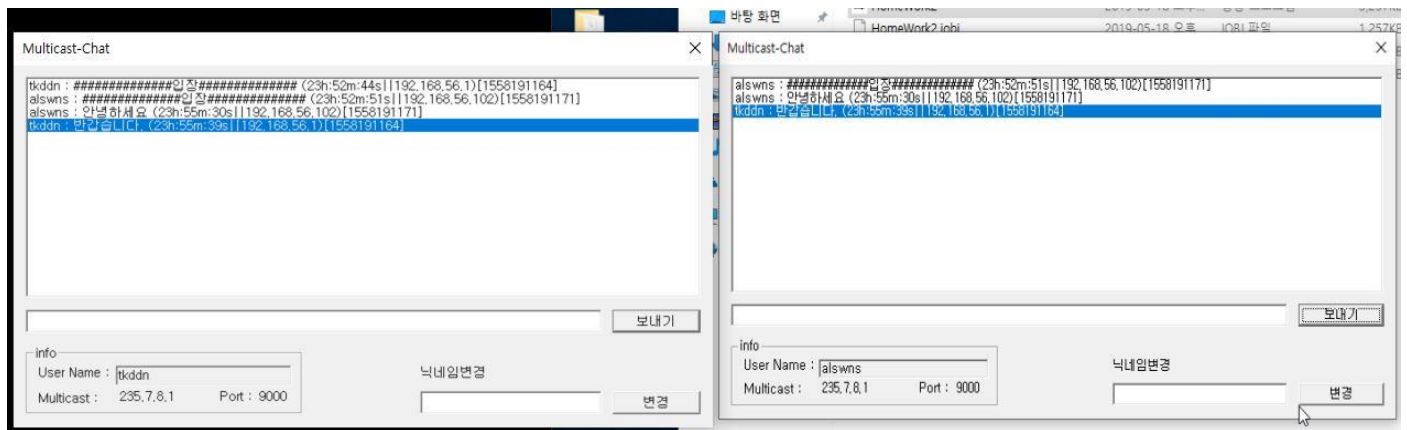 바탕 화면
HomeWork2.iobj
2019-05-18 오후
IOBJ 파일
1,257KB
Multicast-Chat
tkddn : ##############입장############## (23h:52m:44s||192,168,56,1)[1558191164]
alswns : ##############입장############## (23h:52m:51s||192,168,56,102)[1558191171]
alswns : 안녕하세요 (23h:55m:30s||192,168,56,102)[1558191171]
tkddn : 반갑습니다, (23h:55m:39s||192,168,56,1)[1558191164]
보내기
info
User Name : tkddn
Multicast : 235,7,8,1 Port : 9000
닉네임변경
변경
Multicast-Chat
alswns : ##############입장############## (23h:52m:51s||192,168,56,102)[1558191171]
alswns : 안녕하세요 (23h:55m:30s||192,168,56,102)[1558191171]
tkddn : 반갑습니다, (23h:55m:39s||192,168,56,1)[1558191164]
보내기
info
User Name : alswns
Multicast : 235,7,8,1 Port : 9000
닉네임변경
변경